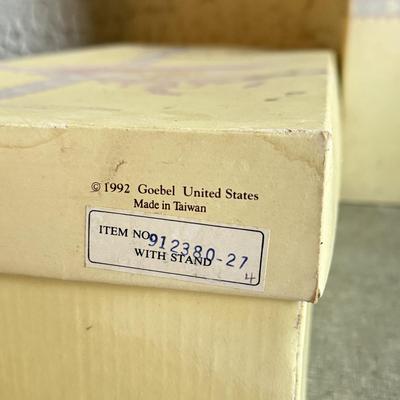 © 1992 Goebel United States
Made in Taiwan
ITEM NO. 912380-27
WITH STAND 4